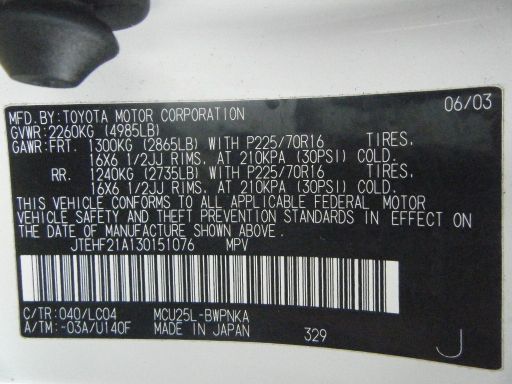 MFD. BY: TOYOTA MOTOR CORPORATION 06/03
GVWR: 2260KG (4985LB)
GAWR: FRT. 1300KG (2865LB) WITH P225/70R16 TIRES,
16X6 1/2JJ RIMS, AT 210KPA (30PSI) COLD.
RR. 1240KG (2735LB) WITH P225/70R16 TIRES,
16X6 1/2JJ RIMS, AT 210KPA (30PSI) COLD.
THIS VEHICLE CONFORMS TO ALL APPLICABLE FEDERAL MOTOR
VEHICLE SAFETY AND THEFT PREVENTION STANDARDS IN EFFECT ON
THE DATE OF MANUFACTURE SHOWN ABOVE.
JTEHF21A130151076 MPV
C/TR: 040/LC04 MCU25L-BWPNKA
A/TM: -03A/U140F MADE IN JAPAN 329 J